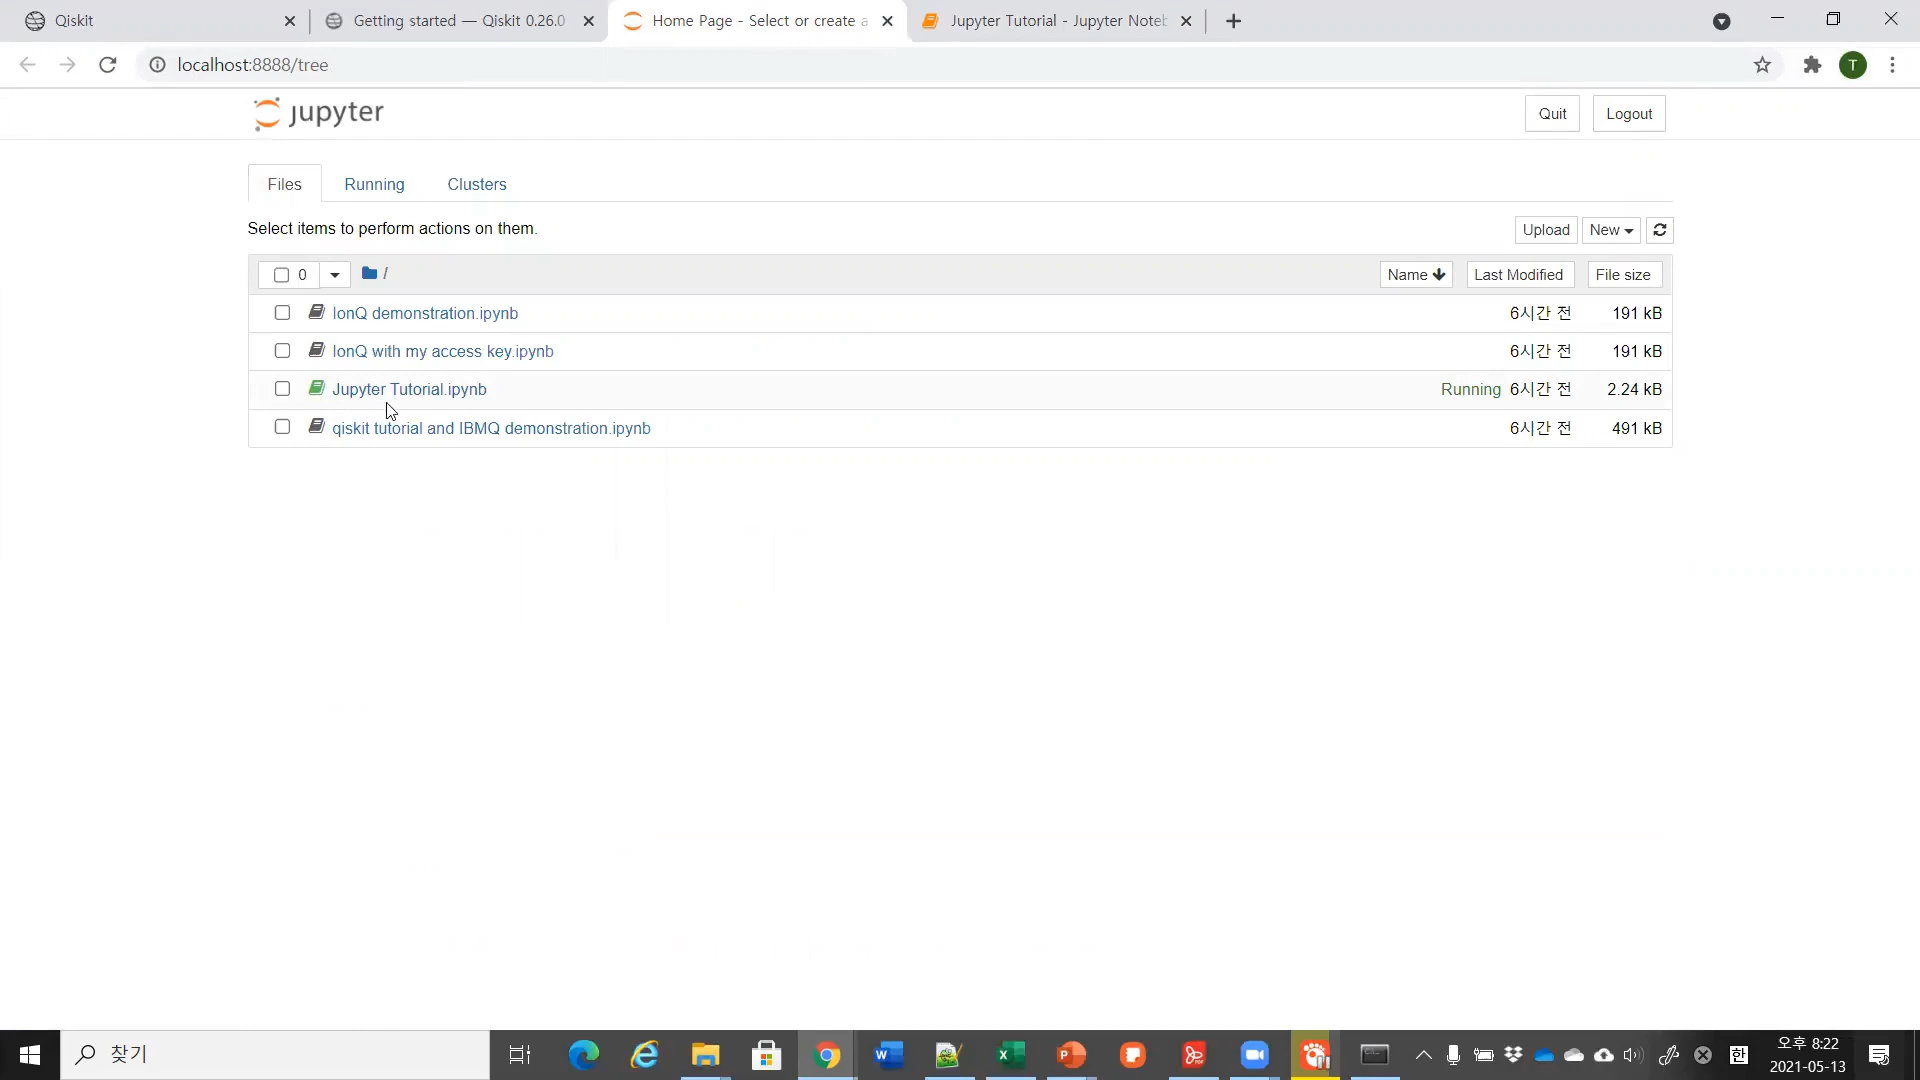 Qiskit
Getting started — Qiskit 0.26.0
Home Page - Select or create a
Jupyter Tutorial - Jupyter Noteb
localhost:8888/tree
T
jupyter
Quit
Logout
Files
Running
Clusters
Select items to perform actions on them.
Upload
New
0
/
Name
Last Modified
File size
IonQ demonstration.ipynb
6시간 전
191 kB
IonQ with my access key.ipynb
6시간 전
191 kB
Jupyter Tutorial.ipynb
Running
6시간 전
2.24 kB
qiskit tutorial and IBMQ demonstration.ipynb
6시간 전
491 kB
찾기
한
오후 8:22
2021-05-13